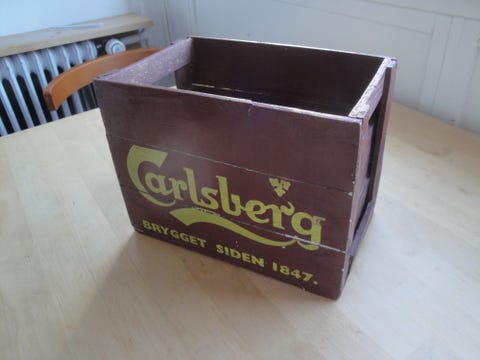 Carlsberg
BRYGGET SIDEN 1847.